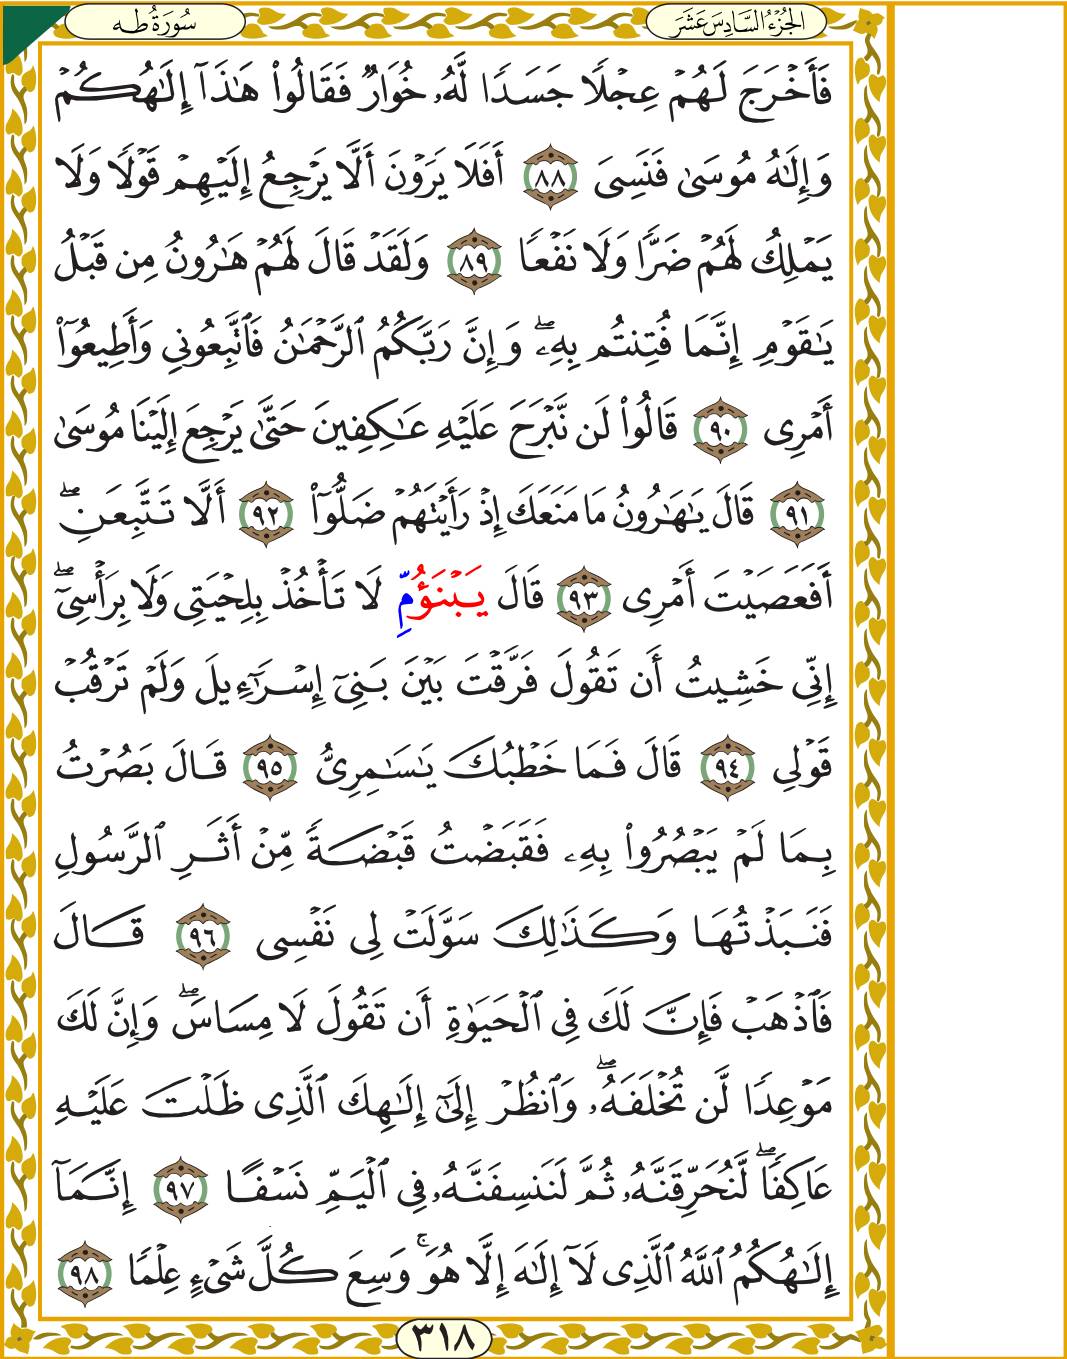 سُورَةُ طه
الجُزْءُ السَّادِسَ عَشَرَ
فَأَخْرَجَ لَهُمْ عِجْلًا جَسَدًا لَّهُۥ خُوَارٌ فَقَالُوا۟ هَٰذَآ إِلَٰهُكُمْ
وَإِلَٰهُ مُوسَىٰ فَنَسِىَ ٨٨ أَفَلَا يَرَوْنَ أَلَّا يَرْجِعُ إِلَيْهِمْ قَوْلًا وَلَا
يَمْلِكُ لَهُمْ ضَرًّا وَلَا نَفْعًا ٨٩ وَلَقَدْ قَالَ لَهُمْ هَٰرُونُ مِن قَبْلُ
يَٰقَوْمِ إِنَّمَا فُتِنتُم بِهِۦۖ وَإِنَّ رَبَّكُمُ ٱلرَّحْمَٰنُ فَٱتَّبِعُونِى وَأَطِيعُوٓا۟
أَمْرِى ٩٠ قَالُوا۟ لَن نَّبْرَحَ عَلَيْهِ عَٰكِفِينَ حَتَّىٰ يَرْجِعَ إِلَيْنَا مُوسَىٰ
٩١ قَالَ يَٰهَٰرُونُ مَا مَنَعَكَ إِذْ رَأَيْتَهُمْ ضَلُّوٓا۟ ٩٢ أَلَّا تَتَّبِعَنِۖ
أَفَعَصَيْتَ أَمْرِى ٩٣ قَالَ يَبْنَؤُمِّ لَا تَأْخُذْ بِلِحْيَتِى وَلَا بِرَأْسِىٓۖ
إِنِّى خَشِيتُ أَن تَقُولَ فَرَّقْتَ بَيْنَ بَنِىٓ إِسْرَٰٓءِيلَ وَلَمْ تَرْقُبْ
قَوْلِى ٩٤ قَالَ فَمَا خَطْبُكَ يَٰسَٰمِرِىُّ ٩٥ قَالَ بَصُرْتُ
بِمَا لَمْ يَبْصُرُوا۟ بِهِۦ فَقَبَضْتُ قَبْضَةً مِّنْ أَثَرِ ٱلرَّسُولِ
فَنَبَذْتُهَا وَكَذَٰلِكَ سَوَّلَتْ لِى نَفْسِى ٩٦ قَالَ
فَٱذْهَبْ فَإِنَّ لَكَ فِى ٱلْحَيَوٰةِ أَن تَقُولَ لَا مِسَاسَۖ وَإِنَّ لَكَ
مَوْعِدًا لَّن تُخْلَفَهُۥۖ وَٱنظُرْ إِلَىٰٓ إِلَٰهِكَ ٱلَّذِى ظَلْتَ عَلَيْهِ
عَاكِفًاۖ لَّنُحَرِّقَنَّهُۥ ثُمَّ لَنَنسِفَنَّهُۥ فِى ٱلْيَمِّ نَسْفًا ٩٧ إِنَّمَآ
إِلَٰهُكُمُ ٱللَّهُ ٱلَّذِى لَآ إِلَٰهَ إِلَّا هُوَۚ وَسِعَ كُلَّ شَىْءٍ عِلْمًا ٩٨
٣١٨